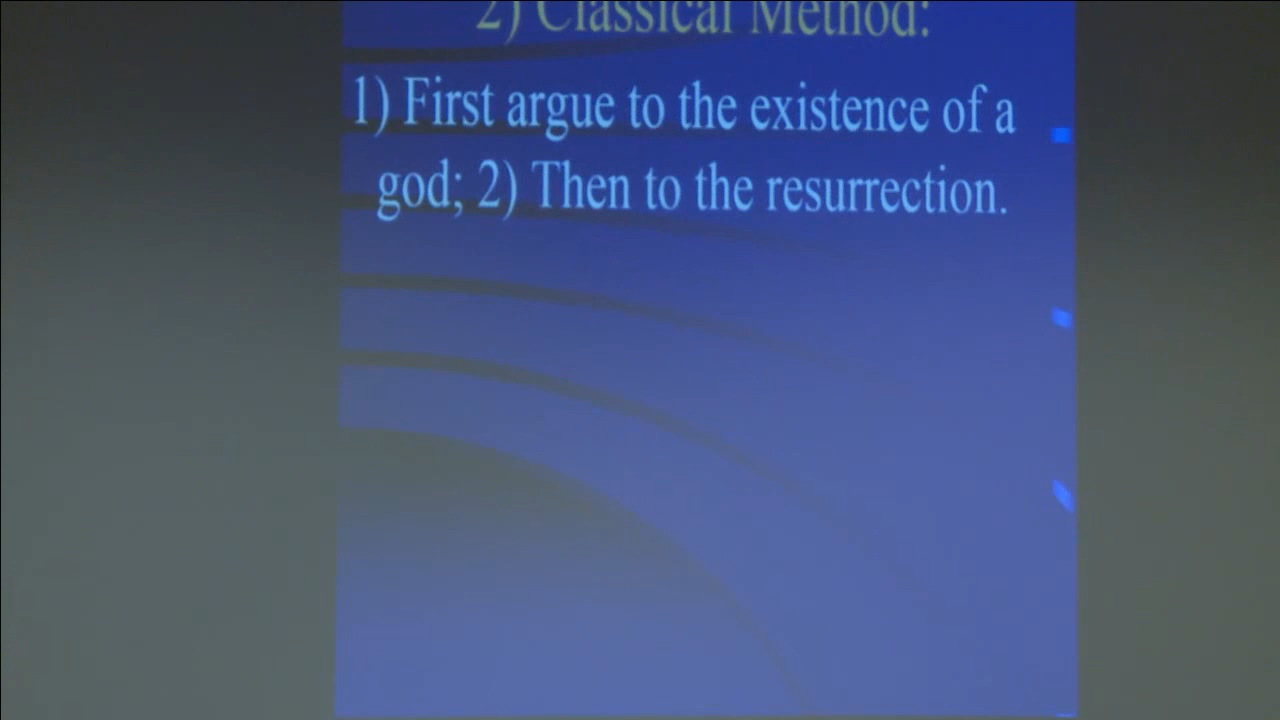 2) Classical Method:
1) First argue to the existence of a
god; 2) Then to the resurrection.